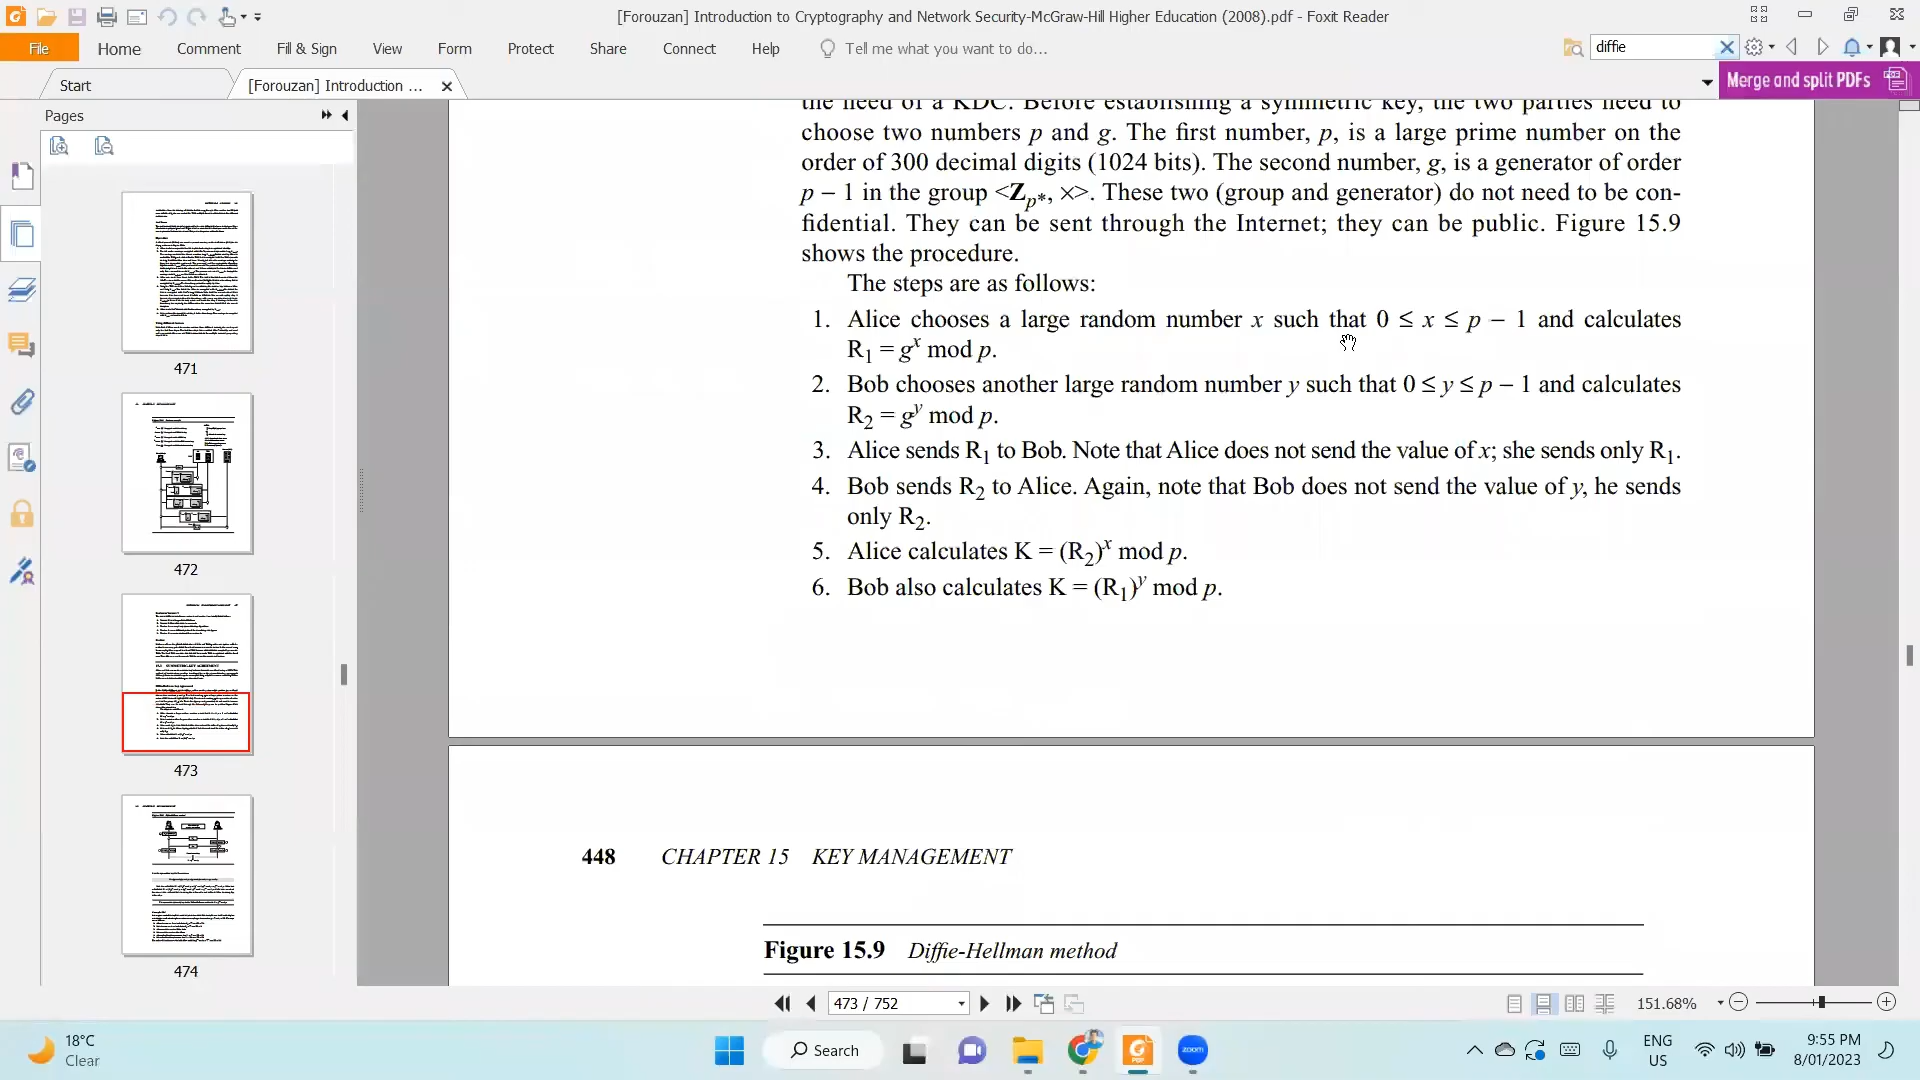 [Forouzan] Introduction to Cryptography and Network Security-McGraw-Hill Higher Education (2008).pdf - Foxit Reader
File Home Comment Fill & Sign View Form Protect Share Connect Help Tell me what you want to do... diffie
Start [Forouzan] Introduction ... Merge and split PDFs
Pages
471
472
473
474
the need of a KDC. Before establishing a symmetric key, the two parties need to
choose two numbers p and g. The first number, p, is a large prime number on the
order of 300 decimal digits (1024 bits). The second number, g, is a generator of order
p − 1 in the group <Zp*, ×>. These two (group and generator) do not need to be con-
fidential. They can be sent through the Internet; they can be public. Figure 15.9
shows the procedure.
The steps are as follows:
1. Alice chooses a large random number x such that 0 ≤ x ≤ p − 1 and calculates
R1 = g^x mod p.
2. Bob chooses another large random number y such that 0 ≤ y ≤ p − 1 and calculates
R2 = g^y mod p.
3. Alice sends R1 to Bob. Note that Alice does not send the value of x; she sends only R1.
4. Bob sends R2 to Alice. Again, note that Bob does not send the value of y, he sends
only R2.
5. Alice calculates K = (R2)^x mod p.
6. Bob also calculates K = (R1)^y mod p.
448 CHAPTER 15 KEY MANAGEMENT
Figure 15.9 Diffie-Hellman method
473 / 752 151.68%
18°C
Clear
Search
zoom
ENG
US
9:55 PM
8/01/2023